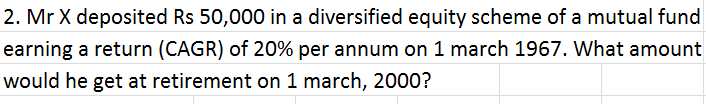 2. Mr X deposited Rs 50,000 in a diversified equity scheme of a mutual fund
earning a return (CAGR) of 20% per annum on 1 march 1967. What amount
would he get at retirement on 1 march, 2000?